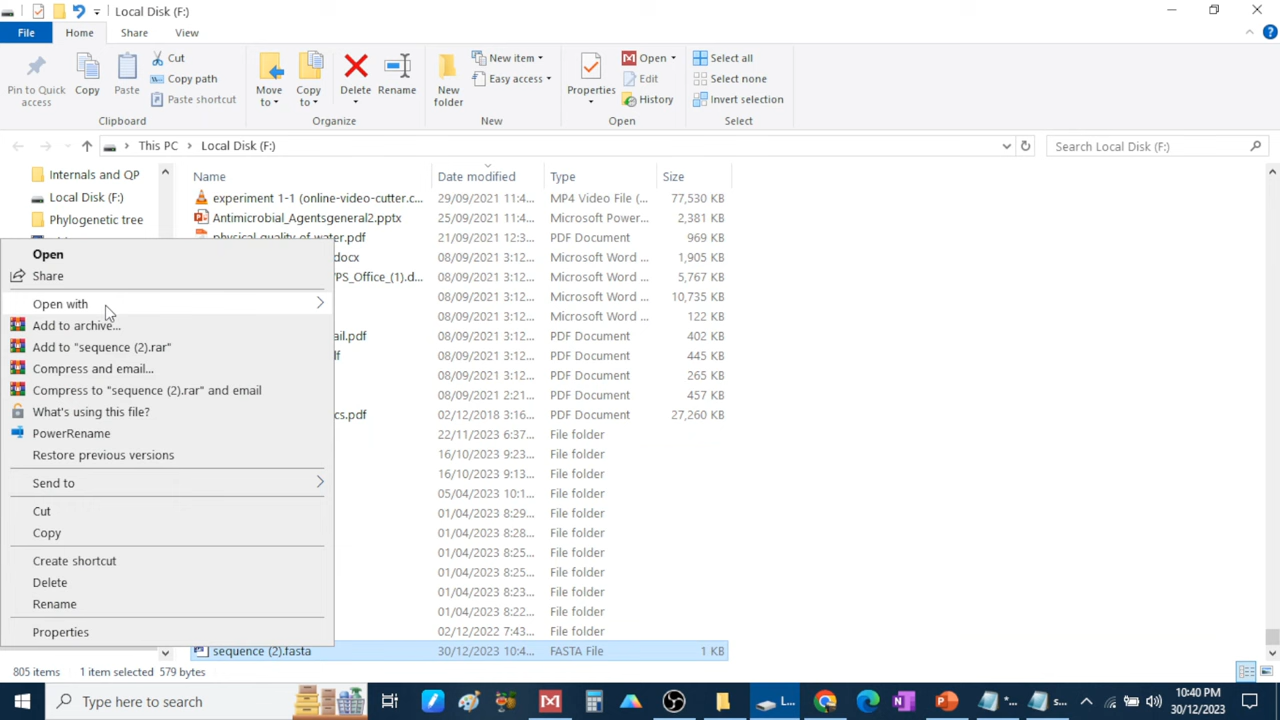 Local Disk (F:)
File
Home
Share
View
Pin to Quick access
Copy
Paste
Cut
Copy path
Paste shortcut
Clipboard
Move to
Copy to
Delete
Rename
Organize
New folder
New item
Easy access
New
Properties
Open
Edit
History
Open
Select all
Select none
Invert selection
Select
This PC > Local Disk (F:)
Search Local Disk (F:)
Internals and QP
Local Disk (F:)
Phylogenetic tree
Name Date modified Type Size
experiment 1-1 (online-video-cutter.c... 29/09/2021 11:4... MP4 Video File (... 77,530 KB
Antimicrobial_Agentsgeneral2.pptx 25/09/2021 11:4... Microsoft Power... 2,381 KB
physical quality of water.pdf 21/09/2021 12:3... PDF Document 969 KB
docx 08/09/2021 3:12... Microsoft Word ... 1,905 KB
PS_Office_(1).d... 08/09/2021 3:12... Microsoft Word ... 5,767 KB
08/09/2021 3:12... Microsoft Word ... 10,735 KB
08/09/2021 3:12... Microsoft Word ... 122 KB
ail.pdf 08/09/2021 3:12... PDF Document 402 KB
lf 08/09/2021 3:12... PDF Document 445 KB
08/09/2021 3:12... PDF Document 265 KB
08/09/2021 2:21... PDF Document 457 KB
cs.pdf 02/12/2018 3:16... PDF Document 27,260 KB
22/11/2023 6:37... File folder
16/10/2023 9:23... File folder
16/10/2023 9:13... File folder
05/04/2023 10:1... File folder
01/04/2023 8:29... File folder
01/04/2023 8:28... File folder
01/04/2023 8:25... File folder
01/04/2023 8:25... File folder
01/04/2023 8:23... File folder
01/04/2023 8:22... File folder
02/12/2022 7:43... File folder
sequence (2).fasta 30/12/2023 10:4... FASTA File 1 KB
Open
Share
Open with
Add to archive...
Add to "sequence (2).rar"
Compress and email...
Compress to "sequence (2).rar" and email
What's using this file?
PowerRename
Restore previous versions
Send to
Cut
Copy
Create shortcut
Delete
Rename
Properties
805 items 1 item selected 579 bytes
Type here to search
L...
*...
s...
10:40 PM
30/12/2023